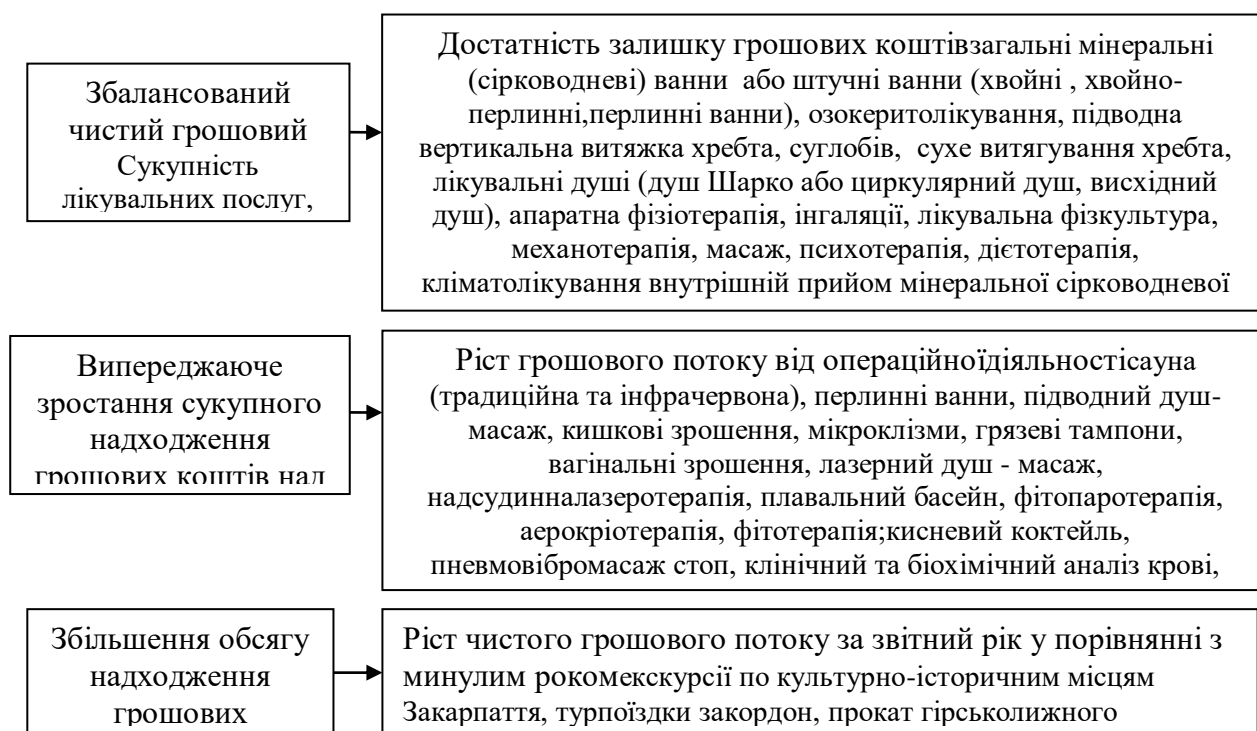 Збалансований
чистий грошовий
Сукупність
лікувальних послуг,
Достатність залишку грошових коштівзагальні мінеральні
(сірководневі) ванни або штучні ванни (хвойні , хвойно-
перлинні,перлинні ванни), озокеритолікування, підводна
вертикальна витяжка хребта, суглобів, сухе витягування хребта,
лікувальні душі (душ Шарко або циркулярний душ, висхідний
душ), апаратна фізіотерапія, інгаляції, лікувальна фізкультура,
механотерапія, масаж, психотерапія, дієтотерапія,
кліматолікування внутрішній прийом мінеральної сірководневої
Випереджаюче
зростання сукупного
надходження
грошових коштів над
Ріст грошового потоку від операційноїдіяльностісауна
(традиційна та інфрачервона), перлинні ванни, підводний душ-
масаж, кишкові зрошення, мікроклізми, грязеві тампони,
вагінальні зрошення, лазерний душ - масаж,
надсудинналазеротерапія, плавальний басейн, фітопаротерапія,
аерокріотерапія, фітотерапія;кисневий коктейль,
пневмовібромасаж стоп, клінічний та біохімічний аналіз крові,
Збільшення обсягу
надходження
грошових
Ріст чистого грошового потоку за звітний рік у порівнянні з
минулим рокомекскурсії по культурно-історичним місцям
Закарпаття, турпоїздки закордон, прокат гірськолижного